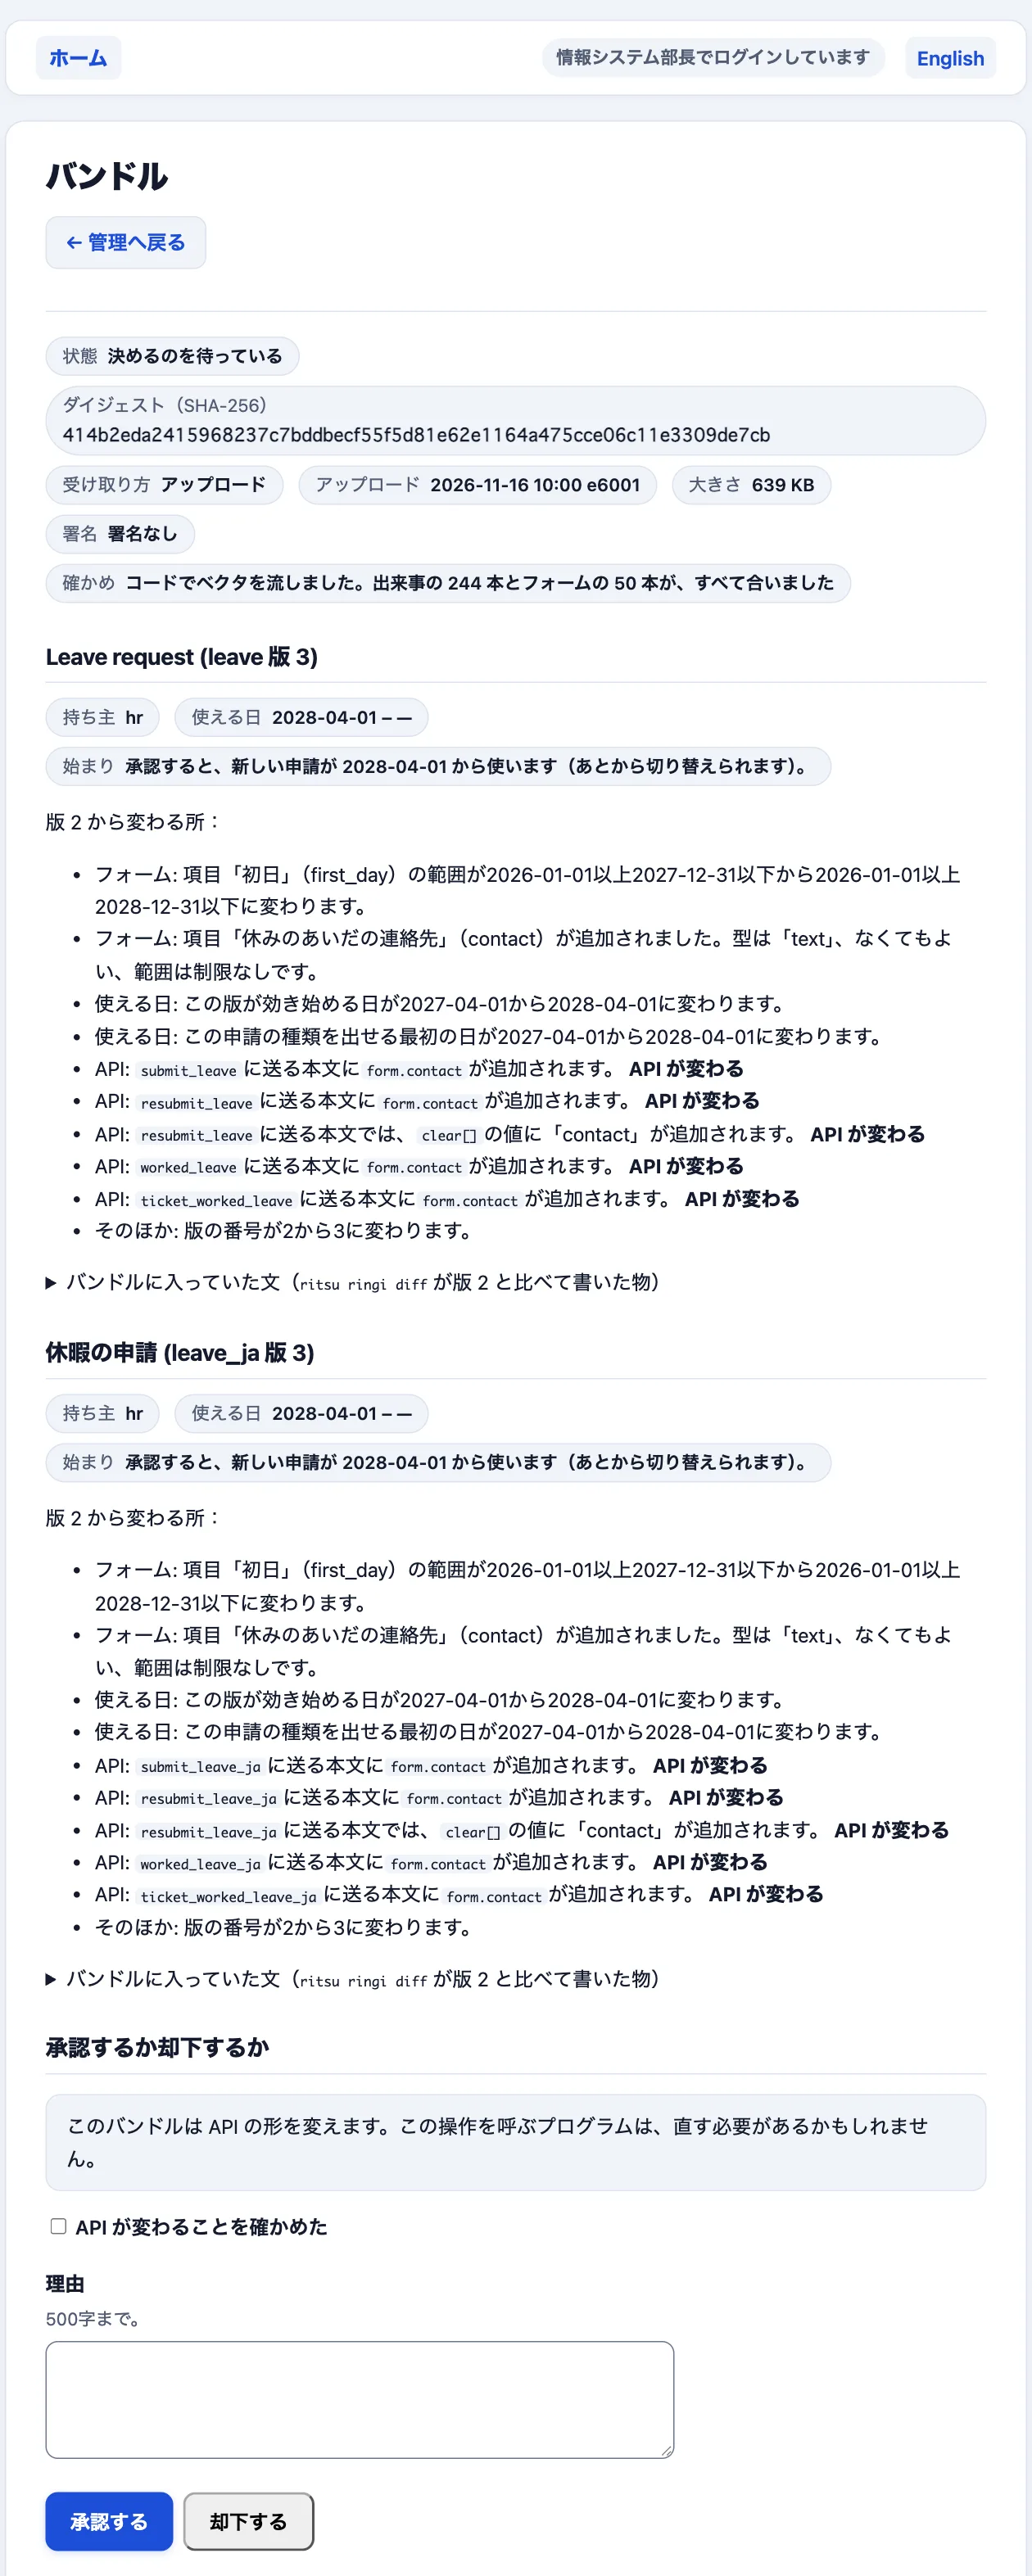 ホーム
情報システム部長でログインしています
English
バンドル
← 管理へ戻る
状態 決めるのを待っている
ダイジェスト（SHA-256）
414b2eda2415968237c7bddbecf55f5d81e62e1164a475cce06c11e3309de7cb
受け取り方 アップロード
アップロード 2026-11-16 10:00 e6001
大きさ 639 KB
署名 署名なし
確かめ コードでベクタを流しました。出来事の 244 本とフォームの 50 本が、すべて合いました
Leave request (leave 版 3)
持ち主 hr
使える日 2028-04-01 – —
始まり 承認すると、新しい申請が 2028-04-01 から使います（あとから切り替えられます）。
版 2 から変わる所：
• フォーム: 項目「初日」（first_day）の範囲が2026-01-01以上2027-12-31以下から2026-01-01以上
2028-12-31以下に変わります。
• フォーム: 項目「休みのあいだの連絡先」（contact）が追加されました。型は「text」、なくてもよ
い、範囲は制限なしです。
• 使える日: この版が効き始める日が2027-04-01から2028-04-01に変わります。
• 使える日: この申請の種類を出せる最初の日が2027-04-01から2028-04-01に変わります。
• API: submit_leave に送る本文に form.contact が追加されます。 API が変わる
• API: resubmit_leave に送る本文に form.contact が追加されます。 API が変わる
• API: resubmit_leave に送る本文では、 clear[] の値に「contact」が追加されます。 API が変わる
• API: worked_leave に送る本文に form.contact が追加されます。 API が変わる
• API: ticket_worked_leave に送る本文に form.contact が追加されます。 API が変わる
• そのほか: 版の番号が2から3に変わります。
▶ バンドルに入っていた文（ritsu ringi diff が版 2 と比べて書いた物）
休暇の申請 (leave_ja 版 3)
持ち主 hr
使える日 2028-04-01 – —
始まり 承認すると、新しい申請が 2028-04-01 から使います（あとから切り替えられます）。
版 2 から変わる所：
• フォーム: 項目「初日」（first_day）の範囲が2026-01-01以上2027-12-31以下から2026-01-01以上
2028-12-31以下に変わります。
• フォーム: 項目「休みのあいだの連絡先」（contact）が追加されました。型は「text」、なくてもよ
い、範囲は制限なしです。
• 使える日: この版が効き始める日が2027-04-01から2028-04-01に変わります。
• 使える日: この申請の種類を出せる最初の日が2027-04-01から2028-04-01に変わります。
• API: submit_leave_ja に送る本文に form.contact が追加されます。 API が変わる
• API: resubmit_leave_ja に送る本文に form.contact が追加されます。 API が変わる
• API: resubmit_leave_ja に送る本文では、 clear[] の値に「contact」が追加されます。 API が変わる
• API: worked_leave_ja に送る本文に form.contact が追加されます。 API が変わる
• API: ticket_worked_leave_ja に送る本文に form.contact が追加されます。 API が変わる
• そのほか: 版の番号が2から3に変わります。
▶ バンドルに入っていた文（ritsu ringi diff が版 2 と比べて書いた物）
承認するか却下するか
このバンドルは API の形を変えます。この操作を呼ぶプログラムは、直す必要があるかもしれませ
ん。
API が変わることを確かめた
理由
500字まで。
承認する
却下する